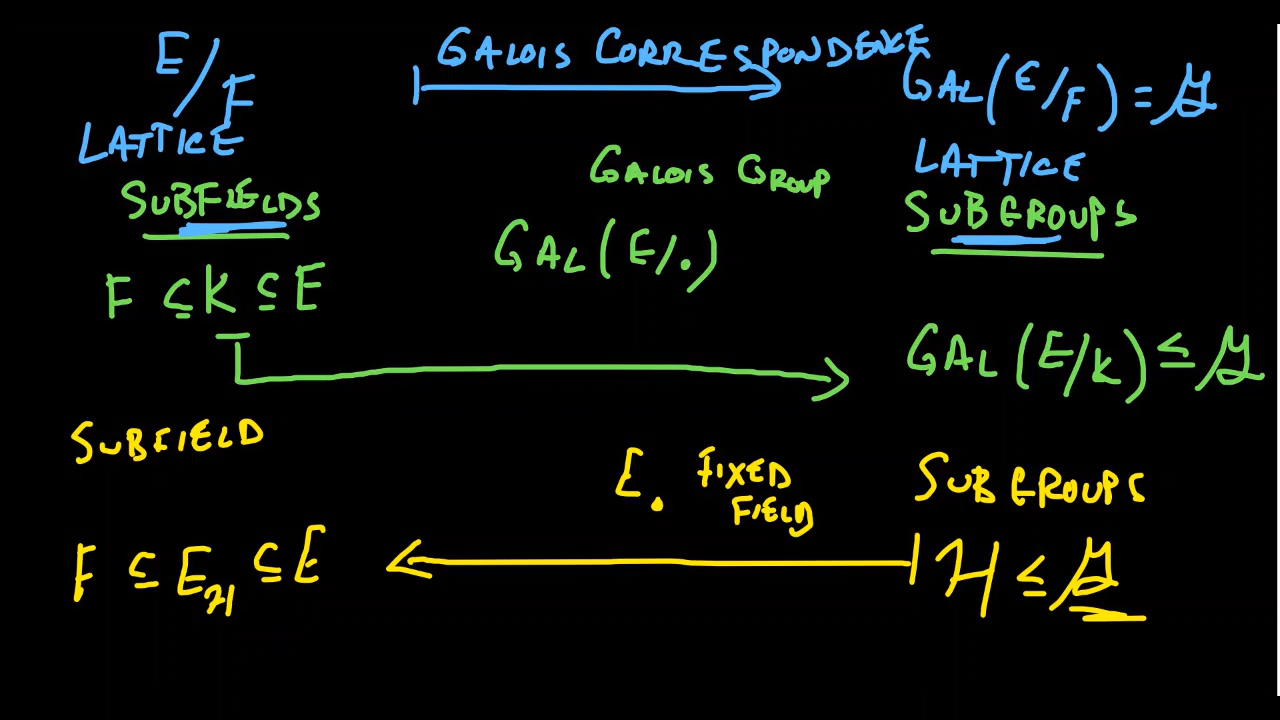 E/F GALOIS CORRESPONDENCE GAL(E/F) = 𝒢
LATTICE LATTICE
GALOIS GROUP
SUBFIELDS SUBGROUPS
GAL(E/.)
F ⊆ K ⊆ E
GAL(E/K) ≤ 𝒢
SUBFIELD
E. FIXED FIELD SUBGROUPS
F ⊆ E_ℋ ⊆ E ℋ ≤ 𝒢